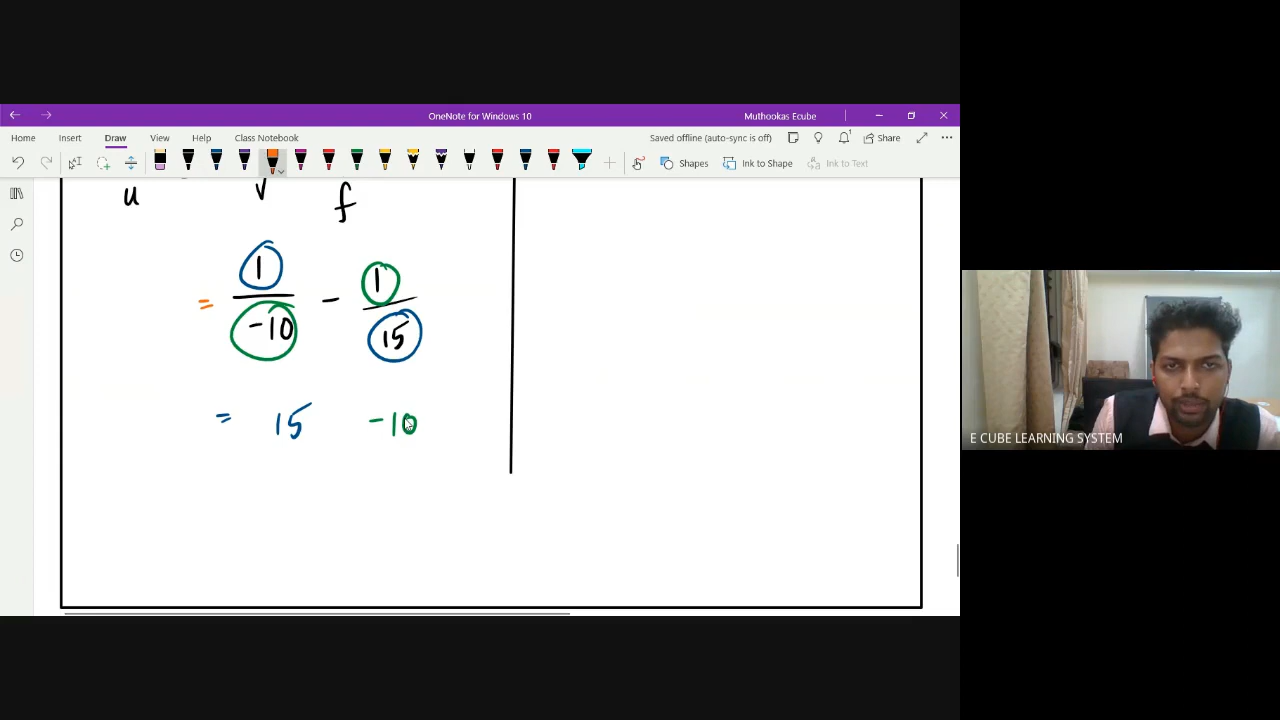 OneNote for Windows 10
Muthookas Ecube
Home Insert Draw View Help Class Notebook
Saved offline (auto-sync is off)
Share
Shapes
Ink to Shape
Ink to Text
u v f
= 1/-10 - 1/15
= 15 -10
E CUBE LEARNING SYSTEM